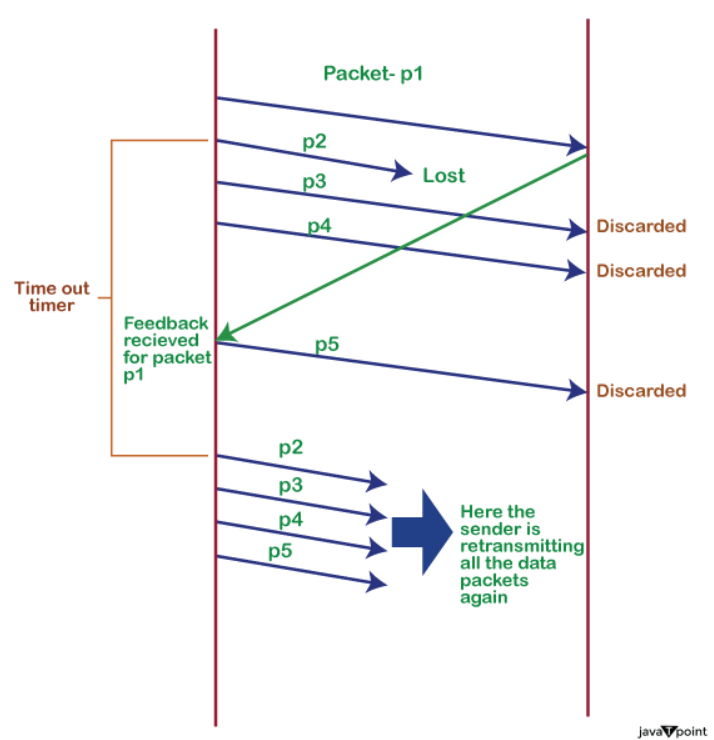 Packet- p1
p2
Lost
p3
p4
Discarded
Discarded
Time out
timer
Feedback
recieved
for packet
p1
p5
Discarded
p2
p3
p4
p5
Here the
sender is
retransmitting
all the data
packets
again
javaTpoint